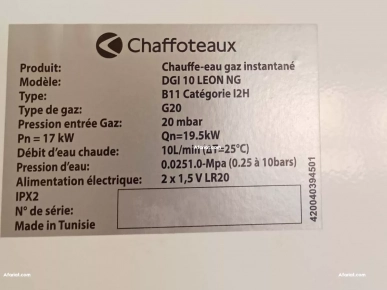 Chaffoteaux
Produit: Chauffe-eau gaz instantané
Modèle: DGI 10 LEON NG
Type: B11 Catégorie I2H
Type de gaz: G20
Pression entrée Gaz: 20 mbar
Pn = 17 kW Qn=19.5kW
Débit d'eau chaude: 10L/min (ΔT=25°C)
Pression d'eau: 0.0251.0-Mpa (0.25 à 10bars)
Alimentation électrique: 2 x 1,5 V LR20
IPX2
N° de série:
Made in Tunisie
420040394501